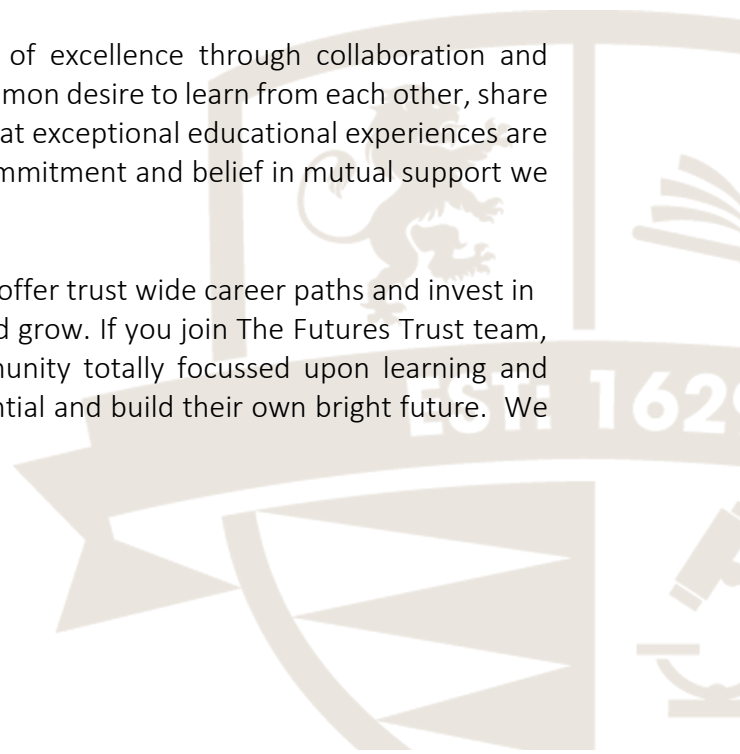 of excellence through collaboration and
mon desire to learn from each other, share
at exceptional educational experiences are
mmitment and belief in mutual support we
offer trust wide career paths and invest in
d grow. If you join The Futures Trust team,
unity totally focussed upon learning and
ntial and build their own bright future. We
EST: 1629